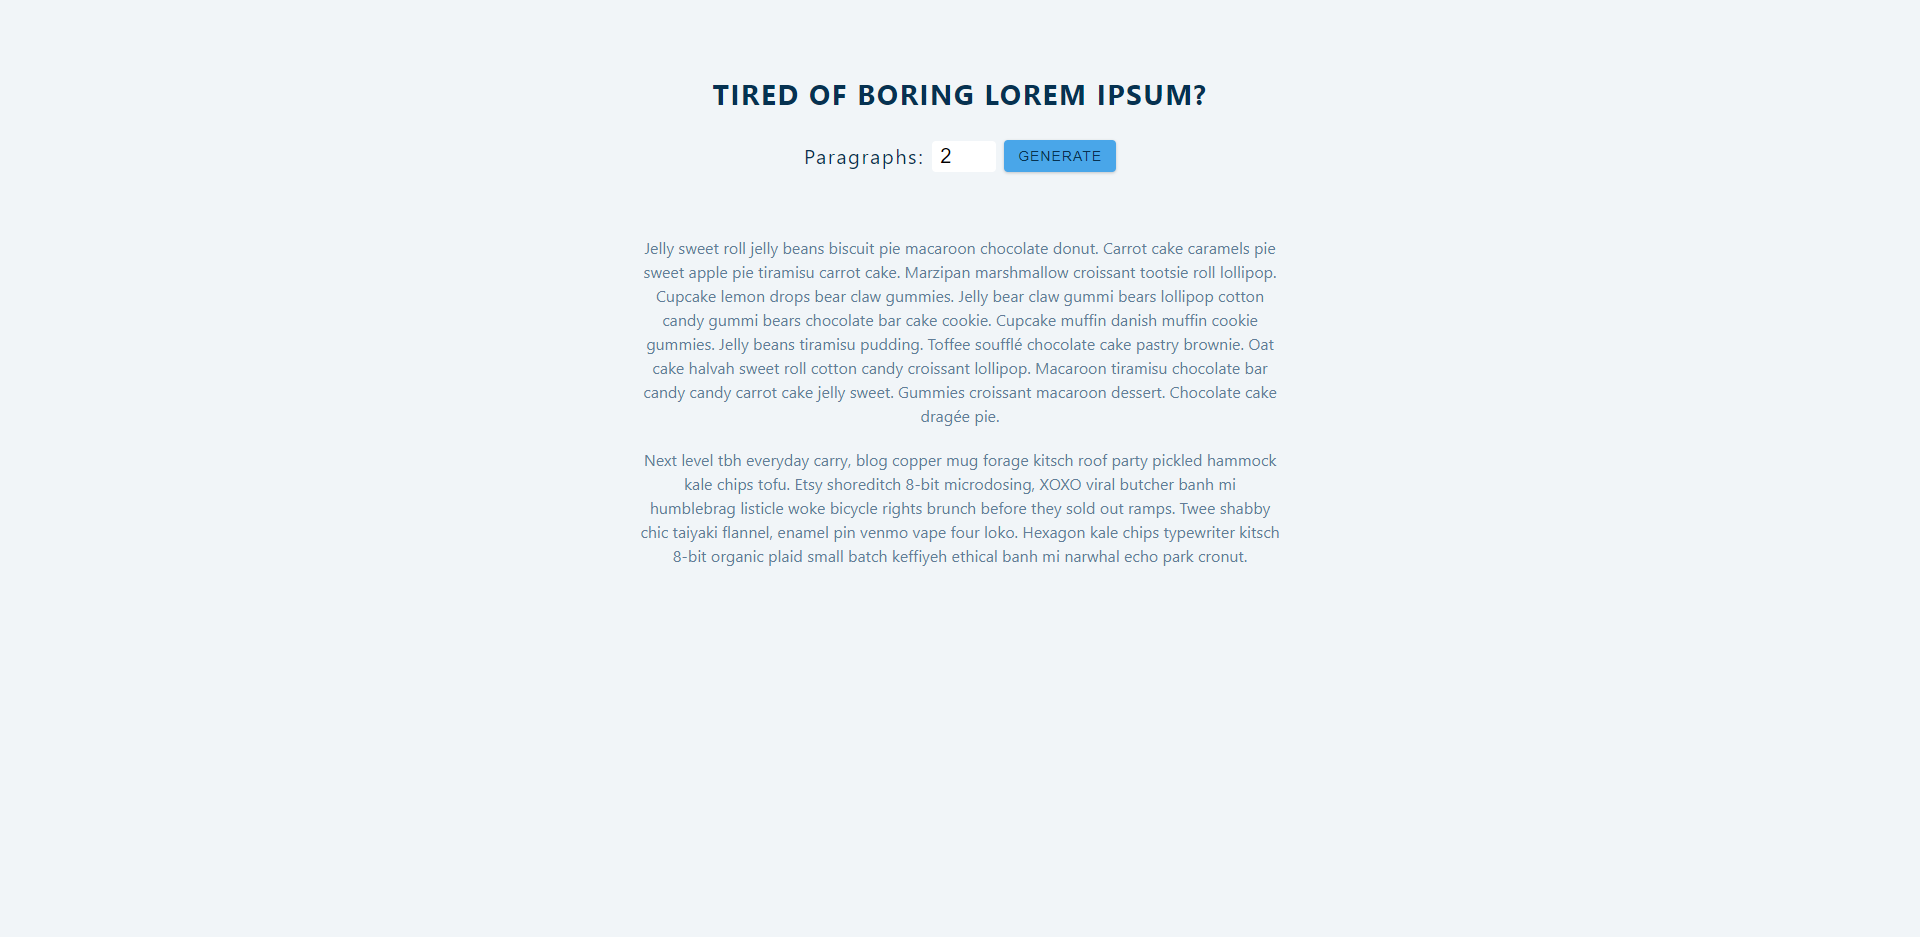 TIRED OF BORING LOREM IPSUM?
Paragraphs: 2 GENERATE
Jelly sweet roll jelly beans biscuit pie macaroon chocolate donut. Carrot cake caramels pie
sweet apple pie tiramisu carrot cake. Marzipan marshmallow croissant tootsie roll lollipop.
Cupcake lemon drops bear claw gummies. Jelly bear claw gummi bears lollipop cotton
candy gummi bears chocolate bar cake cookie. Cupcake muffin danish muffin cookie
gummies. Jelly beans tiramisu pudding. Toffee soufflé chocolate cake pastry brownie. Oat
cake halvah sweet roll cotton candy croissant lollipop. Macaroon tiramisu chocolate bar
candy candy carrot cake jelly sweet. Gummies croissant macaroon dessert. Chocolate cake
dragée pie.
Next level tbh everyday carry, blog copper mug forage kitsch roof party pickled hammock
kale chips tofu. Etsy shoreditch 8-bit microdosing, XOXO viral butcher banh mi
humblebrag listicle woke bicycle rights brunch before they sold out ramps. Twee shabby
chic taiyaki flannel, enamel pin venmo vape four loko. Hexagon kale chips typewriter kitsch
8-bit organic plaid small batch keffiyeh ethical banh mi narwhal echo park cronut.